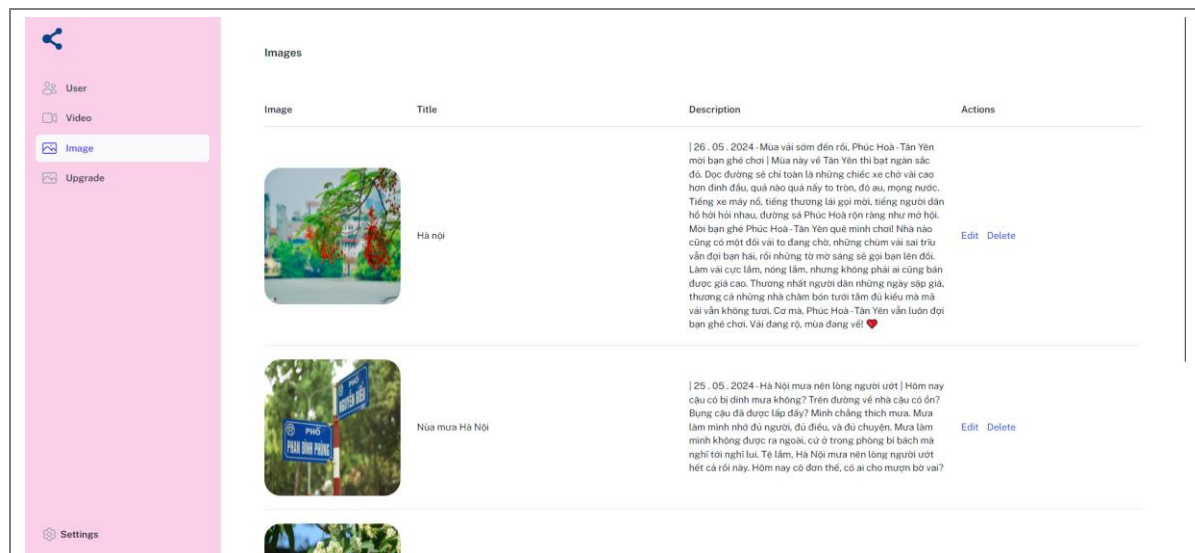 User
Video
Image
Upgrade
Settings
Images
Image Title Description Actions
| 26 . 05 . 2024 - Mùa vải sớm đến rồi, Phúc Hoà - Tân Yên
mời bạn ghé chơi | Mùa này về Tân Yên thì bạt ngàn sắc
đỏ. Dọc đường sẽ chỉ toàn là những chiếc xe chở vải cao
hơn đỉnh đầu, quả nào quả nấy to tròn, đỏ au, mọng nước.
Tiếng xe máy nổ, tiếng thương lái gọi mời, tiếng người dân
hồ hởi hỏi nhau, đường sá Phúc Hoà rộn ràng như mở hội.
Mời bạn ghé Phúc Hoà - Tân Yên quê mình chơi! Nhà nào
Hà nội
cũng có một đồi vải to đang chờ, những chùm vải sai trĩu
Edit Delete
vẫn đợi bạn hái, rồi những tờ mờ sáng sẽ gọi bạn lên đồi.
Làm vải cực lắm, nóng lắm, nhưng không phải ai cũng bán
được giá cao. Thương nhất người dân những ngày sập giá,
thương cả những nhà chăm bón tưới tắm đủ kiểu mà mã
vải vẫn không tươi. Cơ mà, Phúc Hoà - Tân Yên vẫn luôn đợi
bạn ghé chơi. Vải đang rộ, mùa đang về! ❤️
PHỐ
NGUYỄN BIỂU
PHỐ
PHAN ĐÌNH PHÙNG
Nùa mưa Hà Nội
| 25 . 05 . 2024 - Hà Nội mưa nên lòng người ướt | Hôm nay
cậu có bị dính mưa không? Trên đường về nhà cậu có ổn?
Bụng cậu đã được lấp đầy? Mình chẳng thích mưa. Mưa
làm mình nhớ đủ người, đủ điều, và đủ chuyện. Mưa làm
mình không được ra ngoài, cứ ở trong phòng bí bách mà
nghĩ tới nghĩ lui. Tệ lắm, Hà Nội mưa nên lòng người ướt
hết cả rồi này. Hôm nay cô đơn thế, có ai cho mượn bờ vai?
Edit Delete